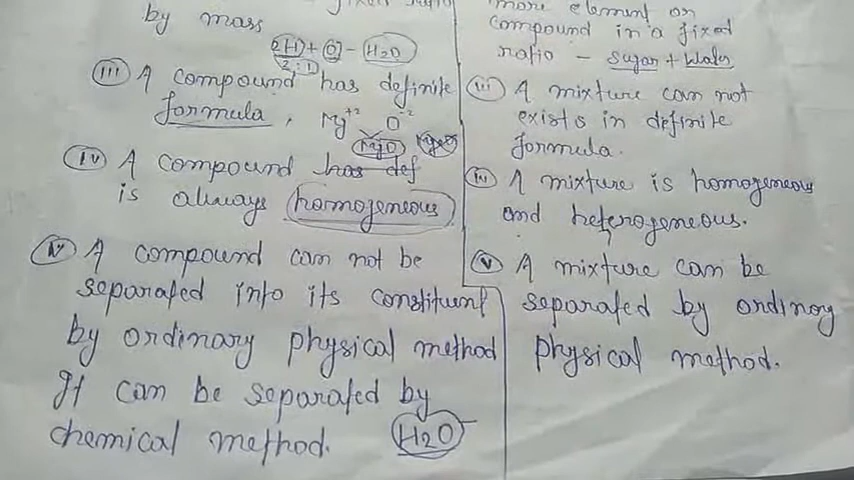 fixed ratio
by mass
2H + O - H2O
2:1
(iii) A compound has definite
formula, Mg+2 O-2
MgO
(iv) A compound has def
is always homogeneous
(v) A compound can not be
separated into its constituent
by ordinary physical method
It can be separated by
chemical method. H2O
more element or
compound in a fixed
ratio - sugar + water
(iii) A mixture can not
exists in definite
formula.
(iv) A mixture is homogeneous
and heterogeneous.
(v) A mixture can be
separated by ordinory
physical method.